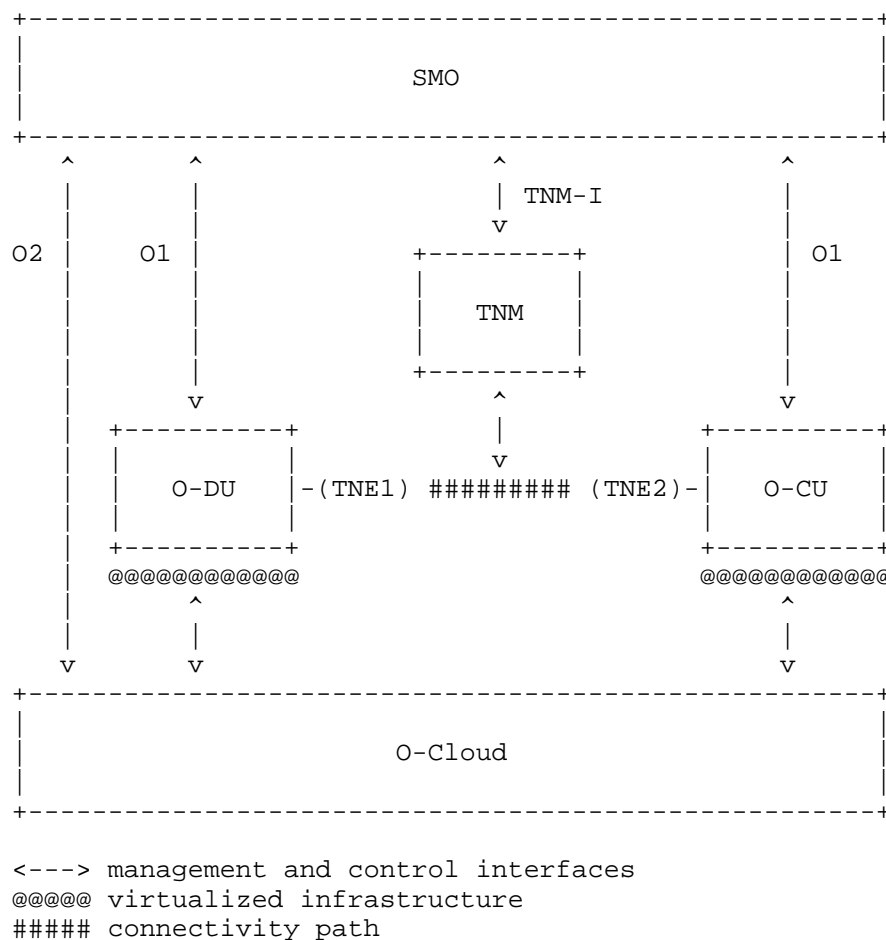 SMO
TNM-I
O2 O1 O1
TNM
O-DU -(TNE1) ######### (TNE2)- O-CU
@@@@@@@@@@@@ @@@@@@@@@@@@
O-Cloud
<---> management and control interfaces
@@@@@ virtualized infrastructure
##### connectivity path